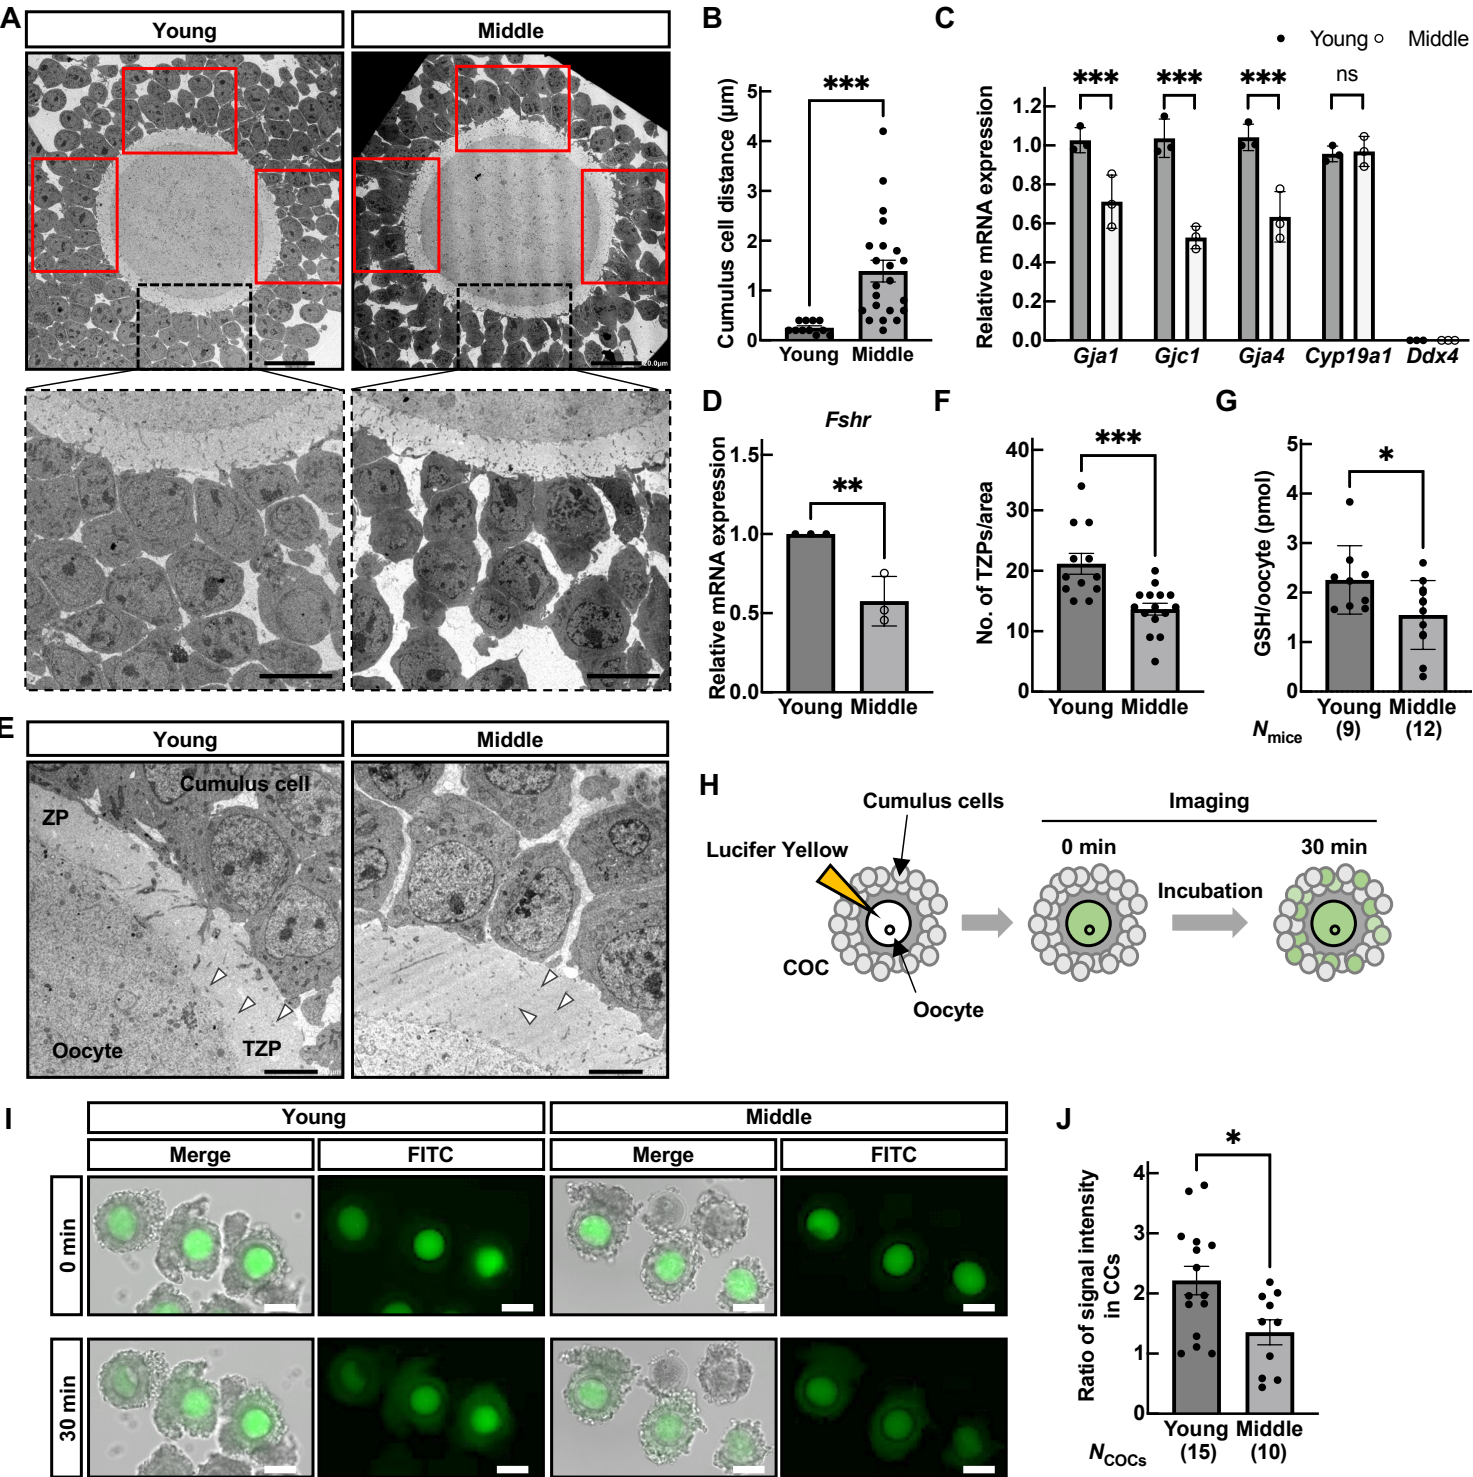 A
Young
Middle
20.0µm
B
Cumulus cell distance (µm)
5
4
3
2
1
0
***
Young Middle
C
Young Middle
Relative mRNA expression
1.2
1.0
0.8
0.6
0.4
0.2
0.0
*** *** *** ns
Gja1 Gjc1 Gja4 Cyp19a1 Ddx4
D
Fshr
Relative mRNA expression
1.5
1.0
0.5
0.0
**
Young Middle
F
No. of TZPs/area
40
30
20
10
0
***
Young Middle
G
GSH/oocyte (pmol)
5
4
3
2
1
0
*
Young Middle
Nmice (9) (12)
E
Young
Middle
Cumulus cell
ZP
Oocyte
TZP
H
Cumulus cells
Imaging
Lucifer Yellow
0 min
30 min
Incubation
COC
Oocyte
I
Young
Middle
Merge
FITC
Merge
FITC
0 min
30 min
J
Ratio of signal intensity
in CCs
4
3
2
1
0
*
Young Middle
NCOCs (15) (10)